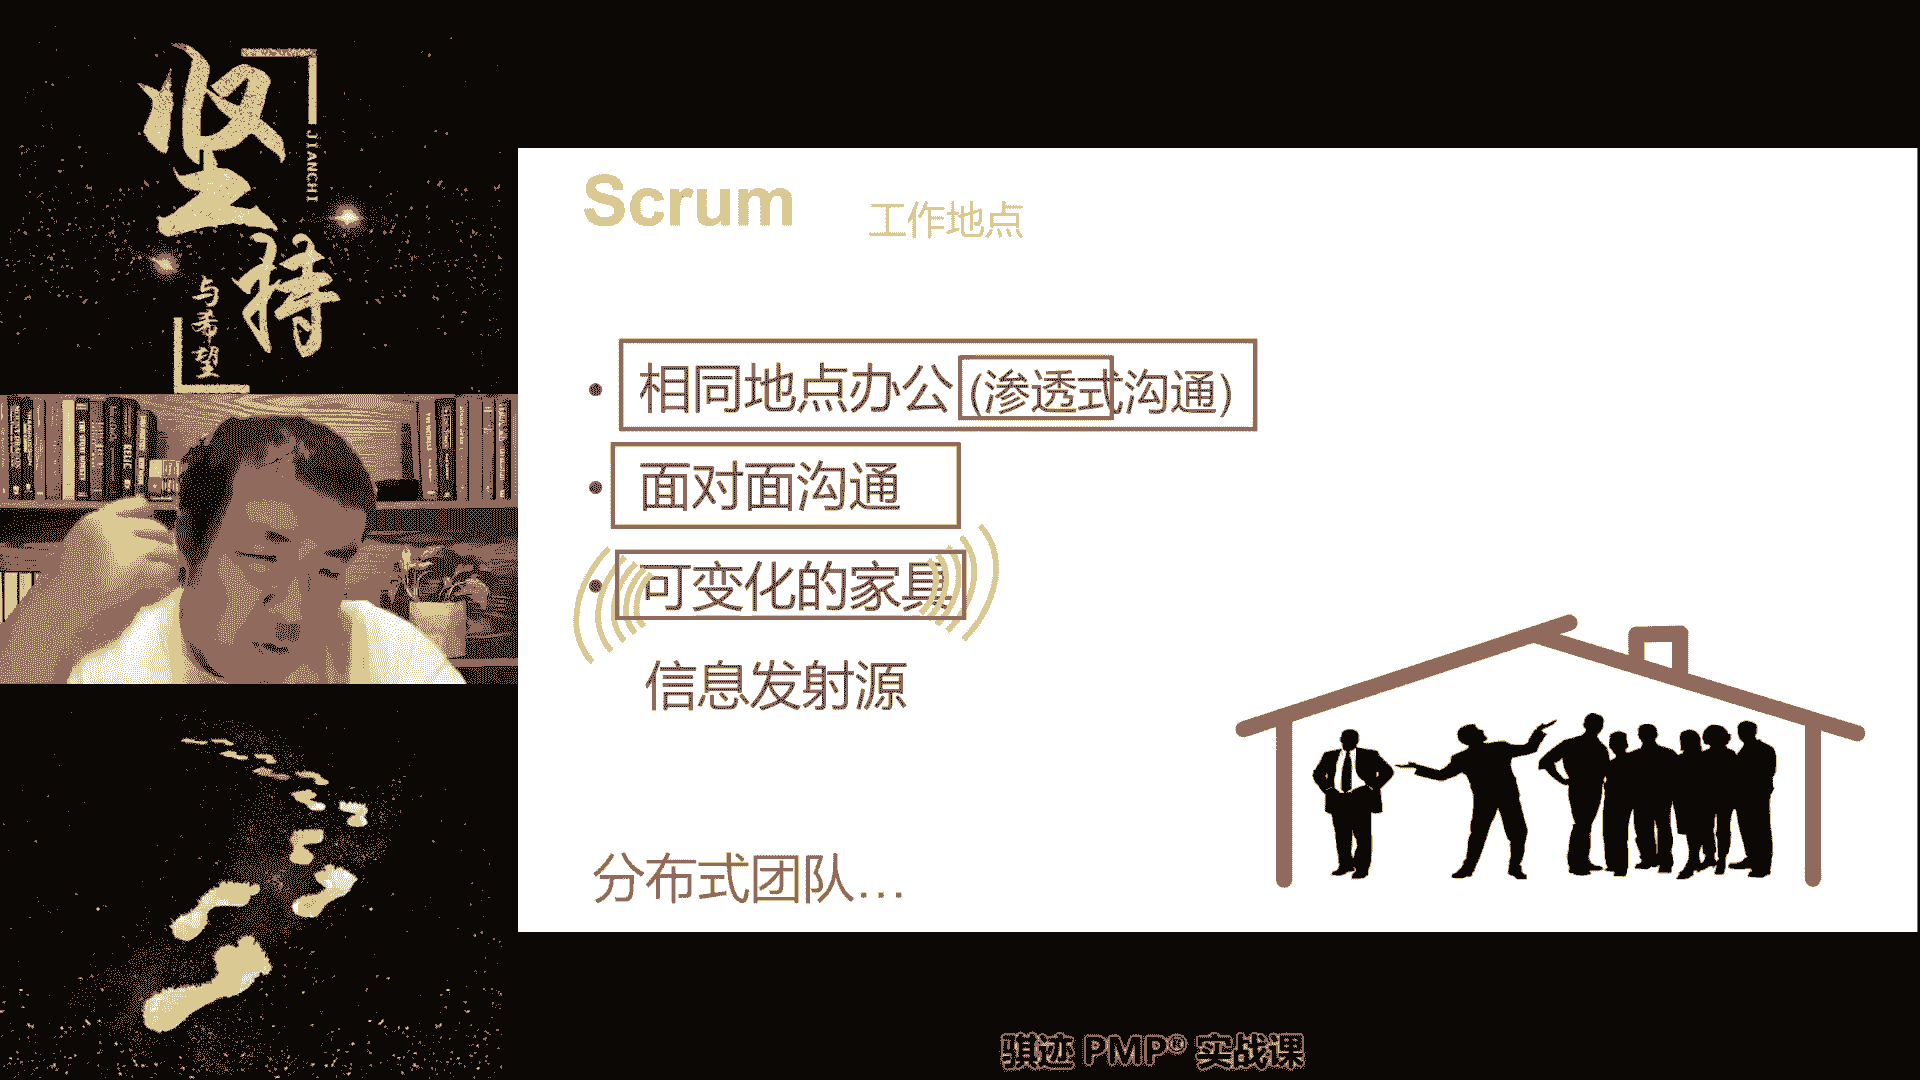 坚持
JIANCHI
与希望
Scrum 工作地点
• 相同地点办公(渗透式沟通)
• 面对面沟通
• 可变化的家具
信息发射源
分布式团队…
骐迹 PMP® 实战课